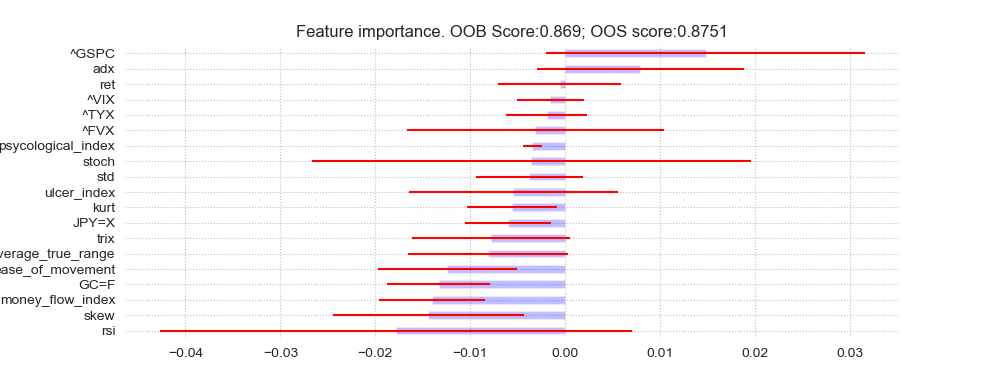 Feature importance. OOB Score:0.869; OOS score:0.8751
^GSPC
adx
ret
^VIX
^TYX
^FVX
psycological_index
stoch
std
ulcer_index
kurt
JPY=X
trix
verage_true_range
ease_of_movement
GC=F
money_flow_index
skew
rsi
−0.04 −0.03 −0.02 −0.01 0.00 0.01 0.02 0.03